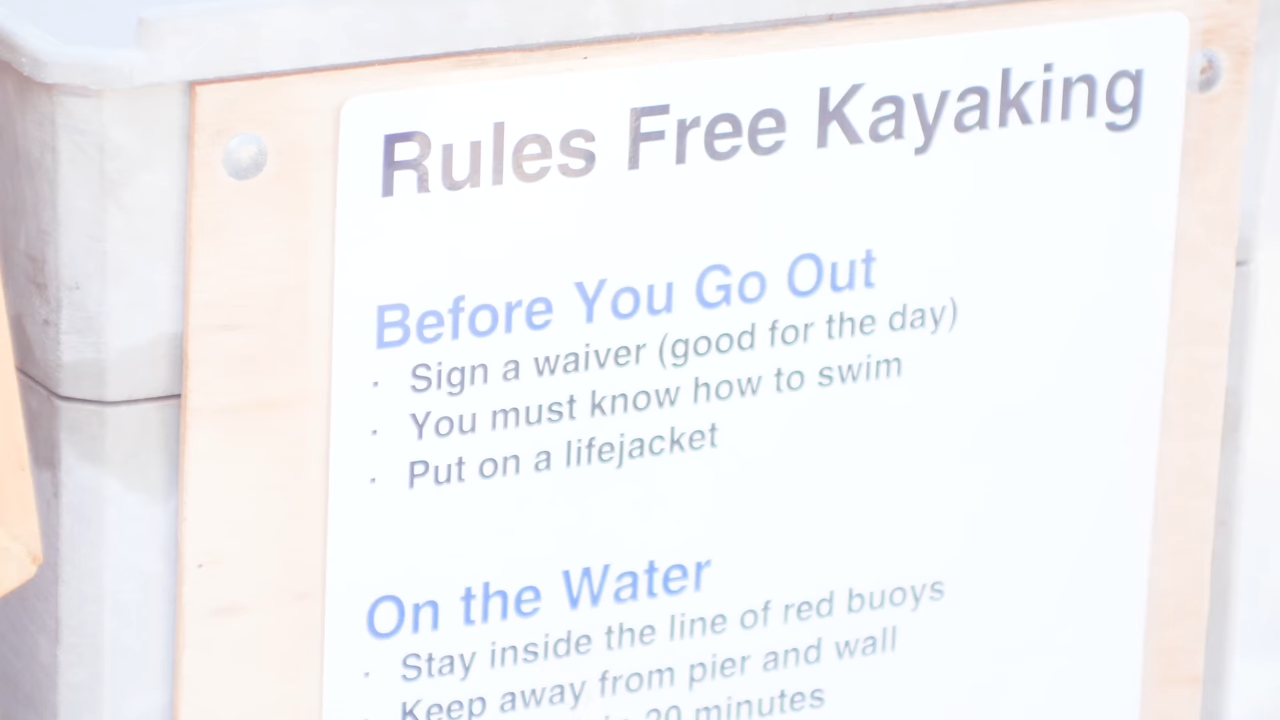 Rules Free Kayaking
Before You Go Out
· Sign a waiver (good for the day)
· You must know how to swim
· Put on a lifejacket
On the Water
· Stay inside the line of red buoys
· Keep away from pier and wall
20 minutes